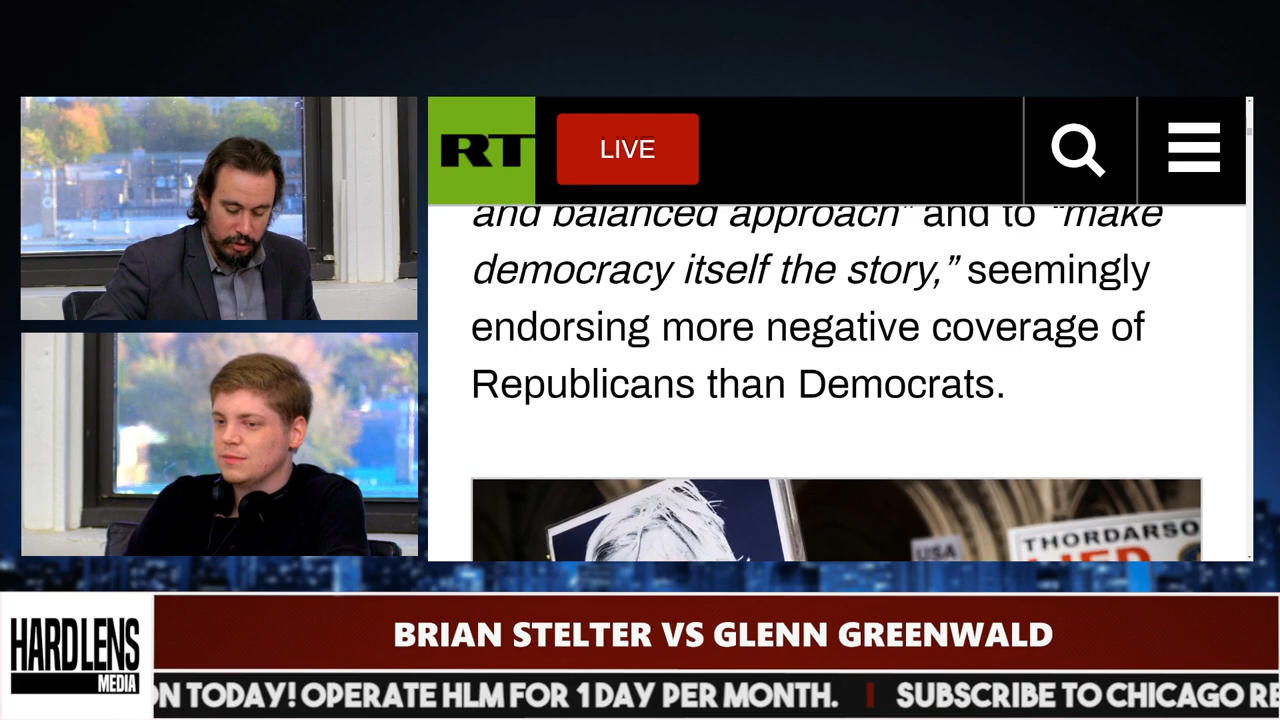 RT
LIVE
and balanced approach” and to “make
democracy itself the story,” seemingly
endorsing more negative coverage of
Republicans than Democrats.
USA
THORDARSO
BRIAN STELTER VS GLENN GREENWALD
HARDLENS
MEDIA
ON TODAY! OPERATE HLM FOR 1 DAY PER MONTH. | SUBSCRIBE TO CHICAGO RE